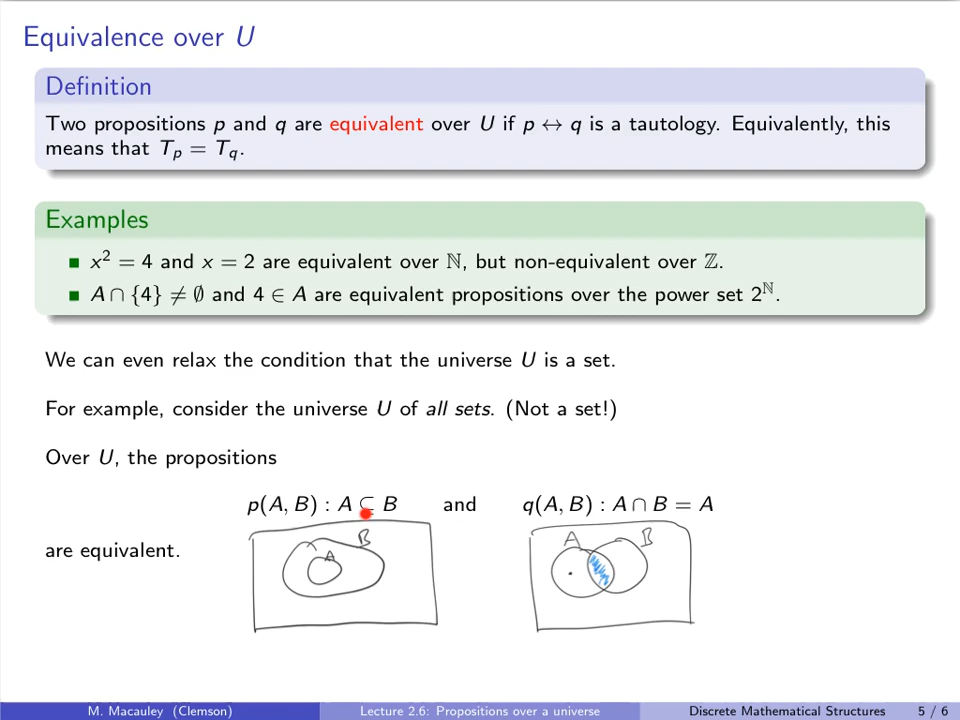 Equivalence over U
Definition
Two propositions p and q are equivalent over U if p ↔ q is a tautology. Equivalently, this
means that Tₚ = T_q.
Examples
■ x² = 4 and x = 2 are equivalent over ℕ, but non-equivalent over ℤ.
■ A ∩ {4} ≠ ∅ and 4 ∈ A are equivalent propositions over the power set 2^ℕ.
We can even relax the condition that the universe U is a set.
For example, consider the universe U of all sets. (Not a set!)
Over U, the propositions
p(A, B) : A ⊆ B and q(A, B) : A ∩ B = A
are equivalent.
A B
A B
M. Macauley (Clemson) Lecture 2.6: Propositions over a universe Discrete Mathematical Structures 5 / 6